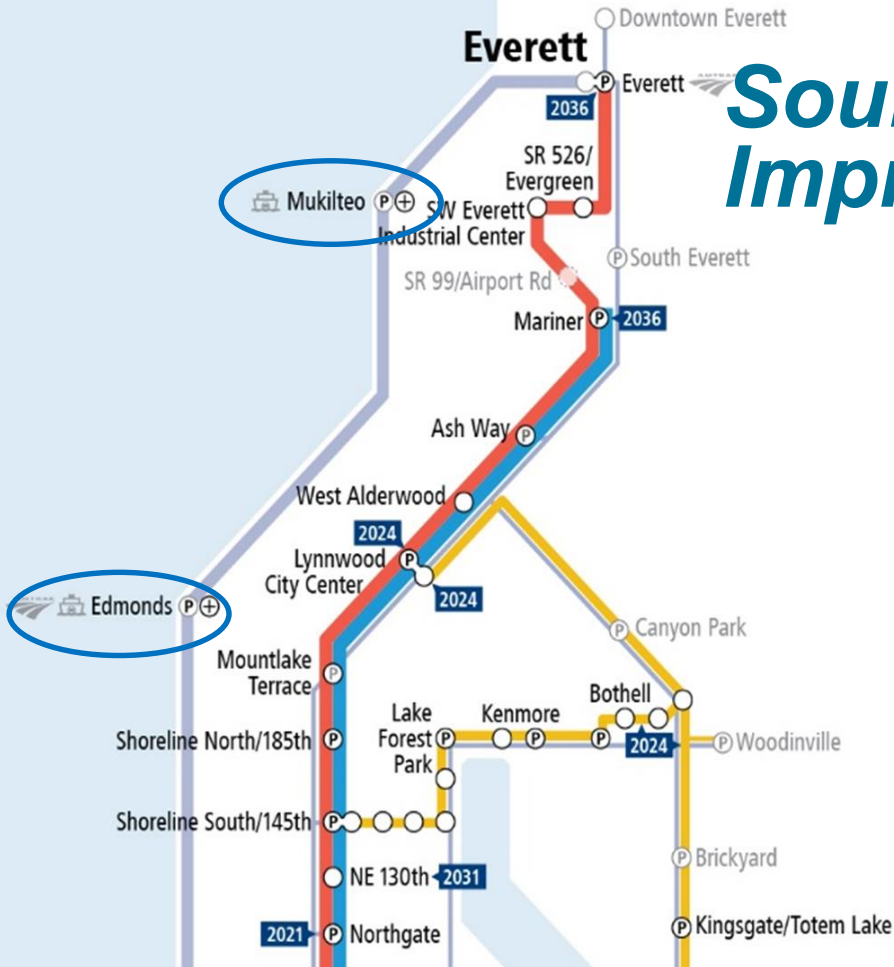 Downtown Everett
Everett
P Everett
2036
SR 526/
Evergreen
Mukilteo P
SW Everett
Industrial Center
P South Everett
SR 99/Airport Rd
Mariner P 2036
Ash Way P
West Alderwood
2024
Lynnwood P
City Center
2024
Edmonds P
P Canyon Park
Mountlake
Terrace P
Bothell
Lake
Forest P
Park
Kenmore
P P
2024
P Woodinville
Shoreline North/185th P
Shoreline South/145th P
P Brickyard
NE 130th 2031
2021 P Northgate
P Kingsgate/Totem Lake